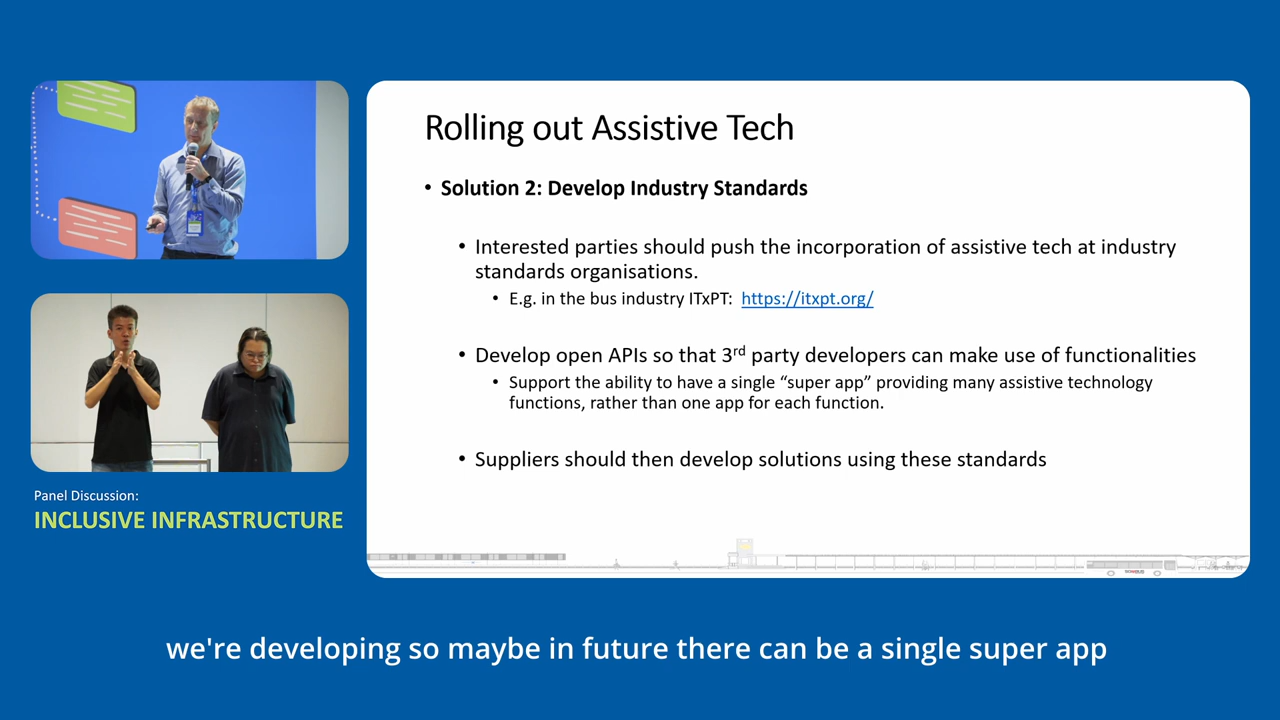 Rolling out Assistive Tech
• Solution 2: Develop Industry Standards
• Interested parties should push the incorporation of assistive tech at industry
standards organisations.
• E.g. in the bus industry ITxPT: https://itxpt.org/
• Develop open APIs so that 3rd party developers can make use of functionalities
• Support the ability to have a single “super app” providing many assistive technology
functions, rather than one app for each function.
• Suppliers should then develop solutions using these standards
Panel Discussion:
INCLUSIVE INFRASTRUCTURE
we're developing so maybe in future there can be a single super app